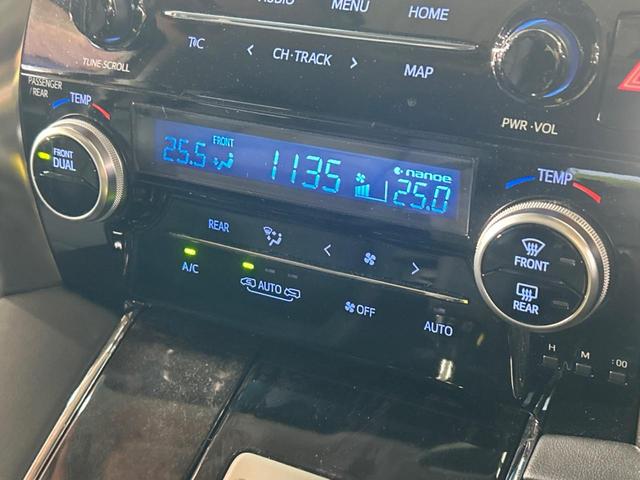 AUDIO MENU HOME
T&C CH·TRACK MAP
TUNE·SCROLL
PWR·VOL
PASSENGER
/REAR
TEMP
FRONT
DUAL
FRONT
25.5 1135 nanoe 25.0
TEMP
FRONT
REAR
REAR
A/C AUTO OFF AUTO
H M :00